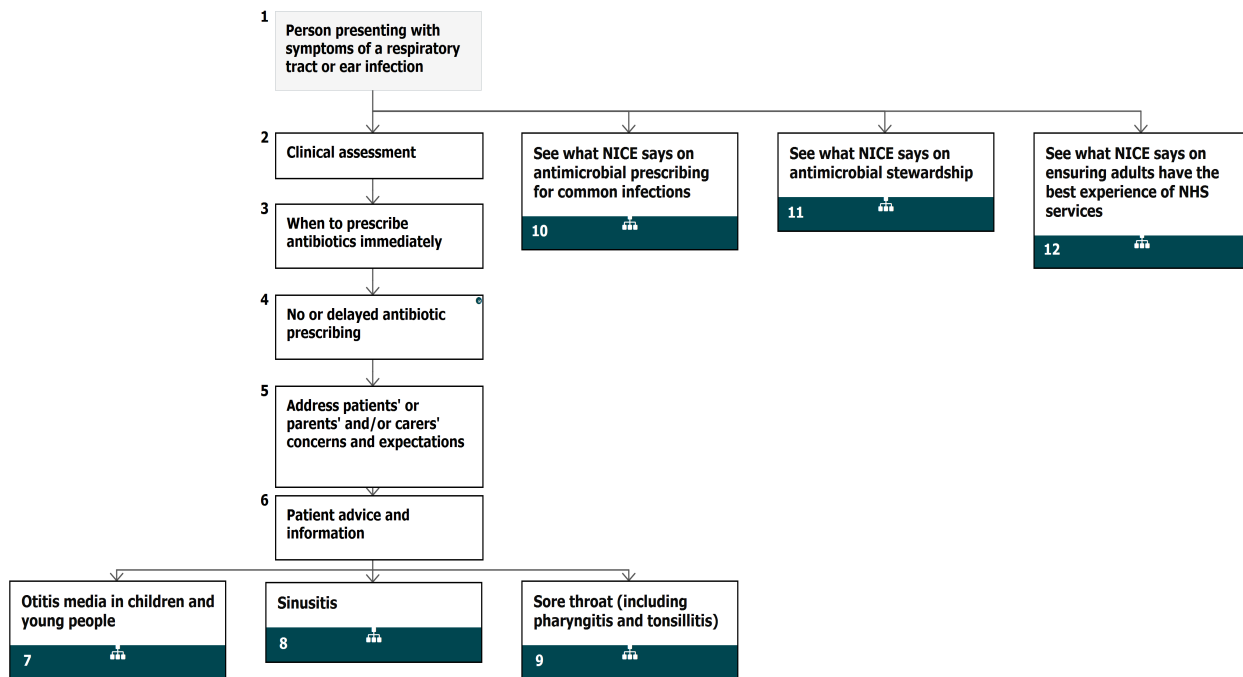 1
Person presenting with
symptoms of a respiratory
tract or ear infection
2
Clinical assessment
See what NICE says on
antimicrobial prescribing
for common infections
10
See what NICE says on
antimicrobial stewardship
11
See what NICE says on
ensuring adults have the
best experience of NHS
services
12
3
When to prescribe
antibiotics immediately
4
No or delayed antibiotic
prescribing
5
Address patients' or
parents' and/or carers'
concerns and expectations
6
Patient advice and
information
Otitis media in children and
young people
7
Sinusitis
8
Sore throat (including
pharyngitis and tonsillitis)
9